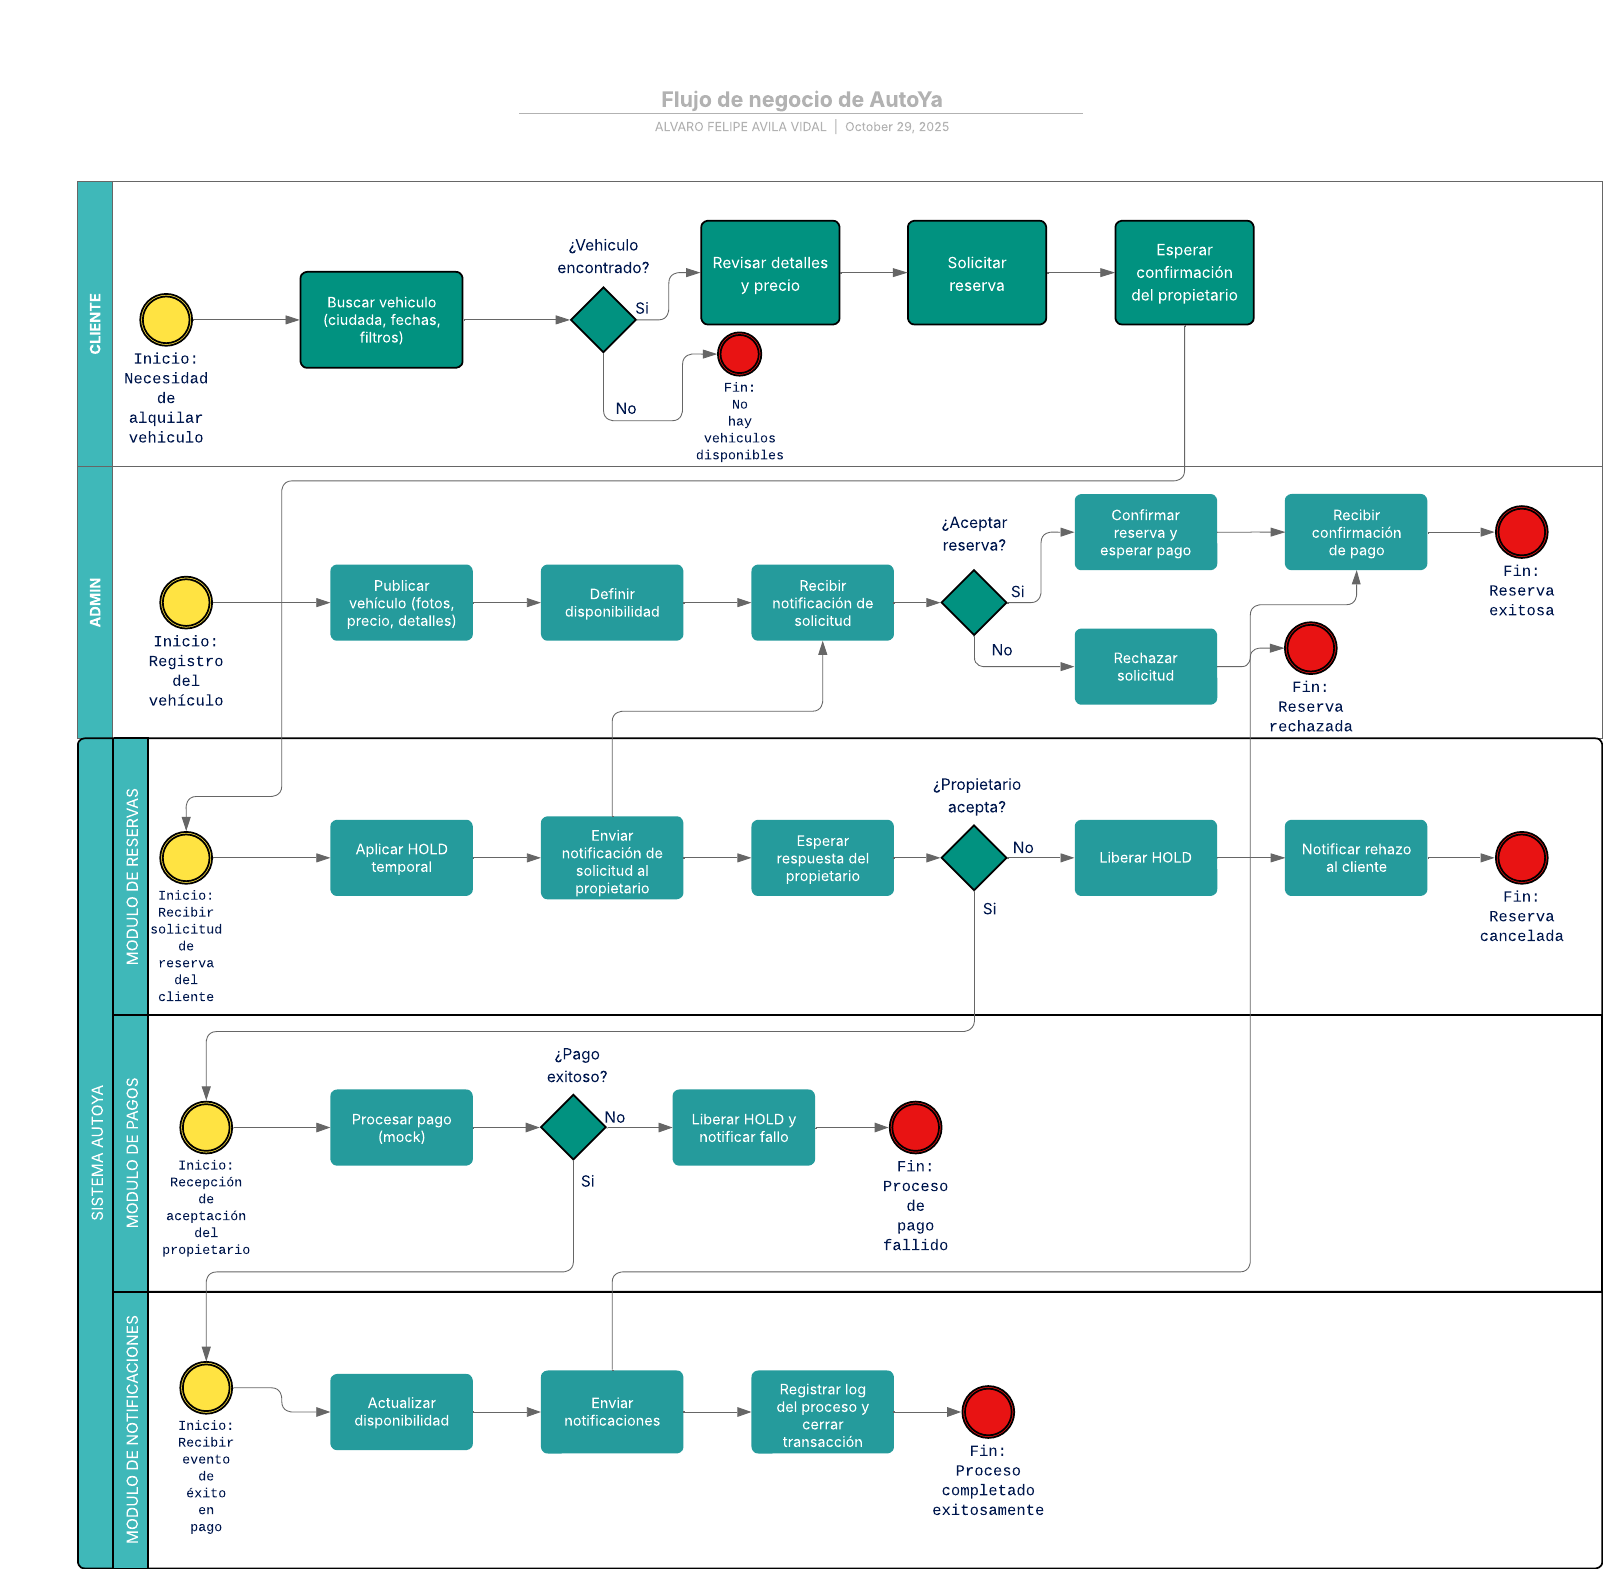 Flujo de negocio de AutoYa
ALVARO FELIPE AVILA VIDAL | October 29, 2025
CLIENTE
Inicio:
Necesidad
de
alquilar
vehiculo
Buscar vehiculo
(ciudada, fechas,
filtros)
¿Vehiculo
encontrado?
Si
No
Revisar detalles
y precio
Solicitar
reserva
Esperar
confirmación
del propietario
Fin:
No
hay
vehiculos
disponibles
ADMIN
Inicio:
Registro
del
vehículo
Publicar
vehículo (fotos,
precio, detalles)
Definir
disponibilidad
Recibir
notificación de
solicitud
¿Aceptar
reserva?
Si
No
Confirmar
reserva y
esperar pago
Recibir
confirmación
de pago
Fin:
Reserva
exitosa
Rechazar
solicitud
Fin:
Reserva
rechazada
SISTEMA AUTOYA
MODULO DE RESERVAS
Inicio:
Recibir
solicitud
de
reserva
del
cliente
Aplicar HOLD
temporal
Enviar
notificación de
solicitud al
propietario
Esperar
respuesta del
propietario
¿Propietario
acepta?
No
Si
Liberar HOLD
Notificar rehazo
al cliente
Fin:
Reserva
cancelada
MODULO DE PAGOS
Inicio:
Recepción
de
aceptación
del
propietario
Procesar pago
(mock)
¿Pago
exitoso?
No
Si
Liberar HOLD y
notificar fallo
Fin:
Proceso
de
pago
fallido
MODULO DE NOTIFICACIONES
Inicio:
Recibir
evento
de
éxito
en
pago
Actualizar
disponibilidad
Enviar
notificaciones
Registrar log
del proceso y
cerrar
transacción
Fin:
Proceso
completado
exitosamente